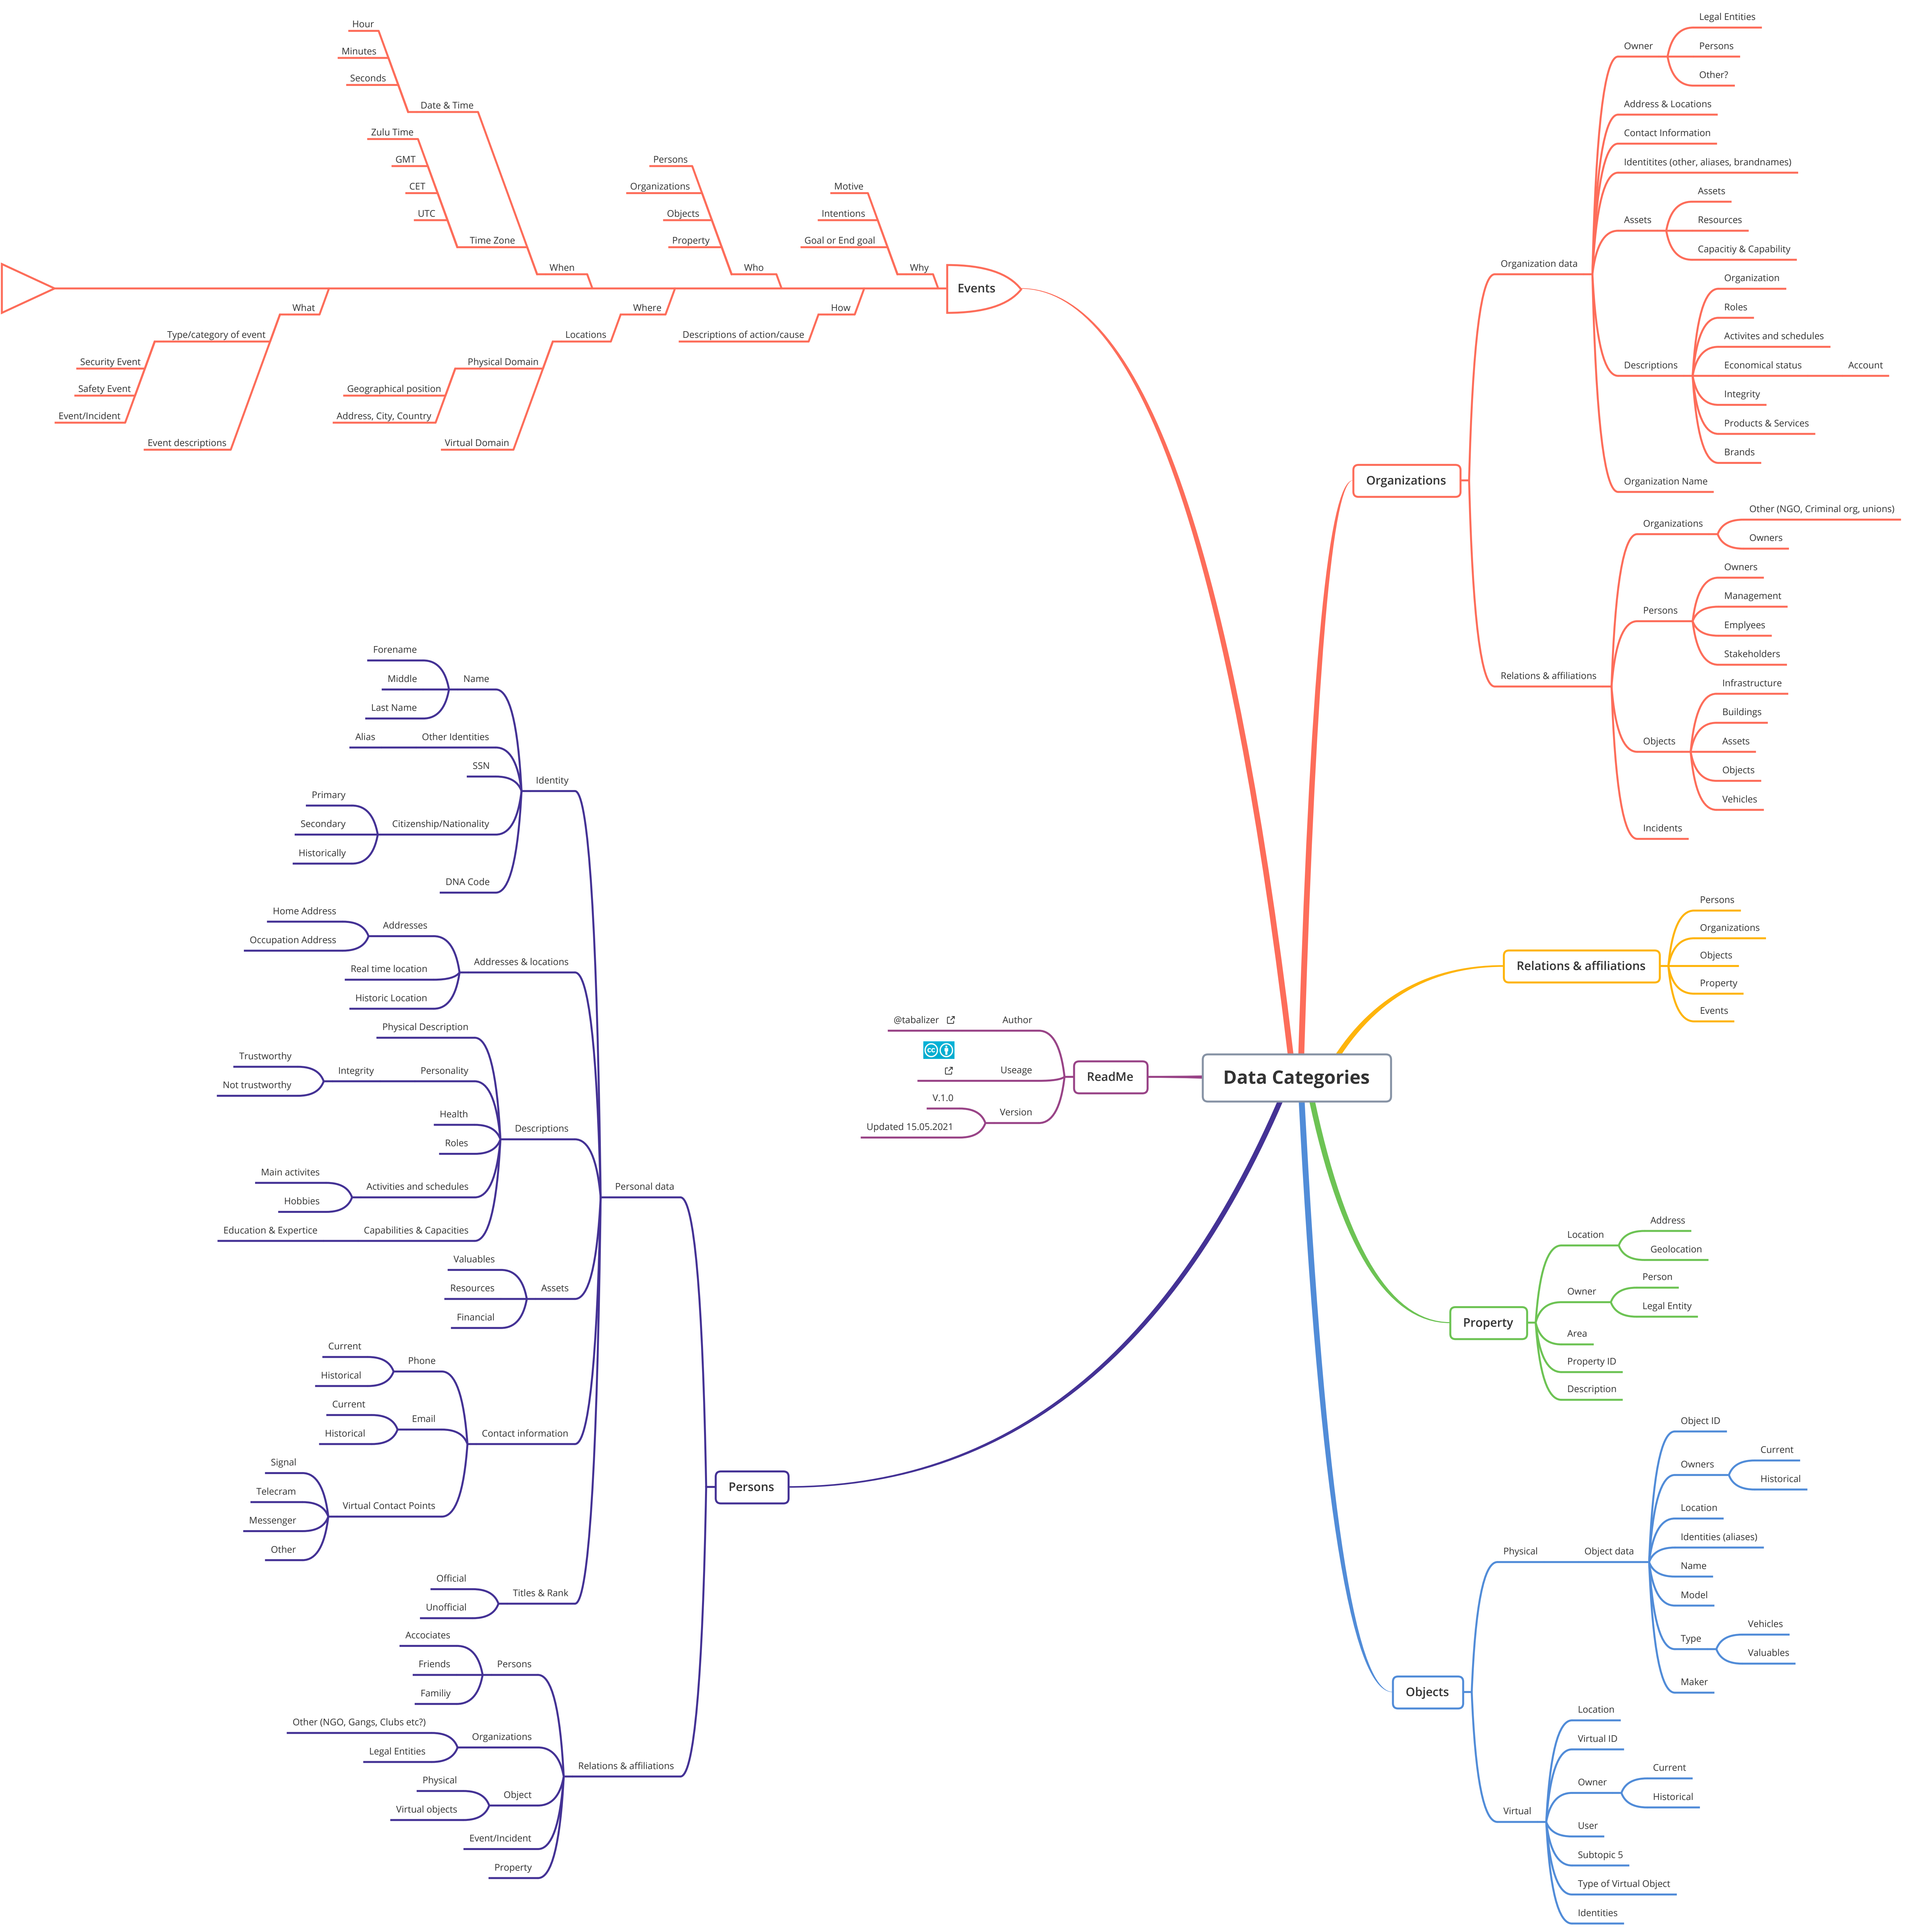 Data Categories
Organizations
Organization data
Owner
Legal Entities
Persons
Other?
Address & Locations
Contact Information
Identitites (other, aliases, brandnames)
Assets
Assets
Resources
Capacitiy & Capability
Descriptions
Organization
Roles
Activites and schedules
Economical status
Account
Integrity
Products & Services
Brands
Organization Name
Relations & affiliations
Organizations
Other (NGO, Criminal org, unions)
Owners
Persons
Owners
Management
Emplyees
Stakeholders
Objects
Infrastructure
Buildings
Assets
Objects
Vehicles
Incidents
Relations & affiliations
Persons
Organizations
Objects
Property
Events
Property
Location
Address
Geolocation
Owner
Person
Legal Entity
Area
Property ID
Description
Objects
Physical
Object data
Object ID
Owners
Current
Historical
Location
Identities (aliases)
Name
Model
Type
Vehicles
Valuables
Maker
Virtual
Location
Virtual ID
Owner
Current
Historical
User
Subtopic 5
Type of Virtual Object
Identities
Events
Why
Motive
Intentions
Goal or End goal
How
Descriptions of action/cause
Who
Persons
Organizations
Objects
Property
Where
Locations
Physical Domain
Geographical position
Address, City, Country
Virtual Domain
When
Date & Time
Hour
Minutes
Seconds
Time Zone
Zulu Time
GMT
CET
UTC
What
Type/category of event
Security Event
Safety Event
Event/Incident
Event descriptions
ReadMe
Author
@tabalizer
Useage
cc
Version
V.1.0
Updated 15.05.2021
Persons
Personal data
Identity
Name
Forename
Middle
Last Name
Other Identities
Alias
SSN
Citizenship/Nationality
Primary
Secondary
Historically
DNA Code
Addresses & locations
Addresses
Home Address
Occupation Address
Real time location
Historic Location
Descriptions
Physical Description
Personality
Integrity
Trustworthy
Not trustworthy
Health
Roles
Activities and schedules
Main activites
Hobbies
Capabilities & Capacities
Education & Expertice
Assets
Valuables
Resources
Financial
Contact information
Phone
Current
Historical
Email
Current
Historical
Virtual Contact Points
Signal
Telecram
Messenger
Other
Titles & Rank
Official
Unofficial
Relations & affiliations
Persons
Accociates
Friends
Familiy
Organizations
Other (NGO, Gangs, Clubs etc?)
Legal Entities
Object
Physical
Virtual objects
Event/Incident
Property